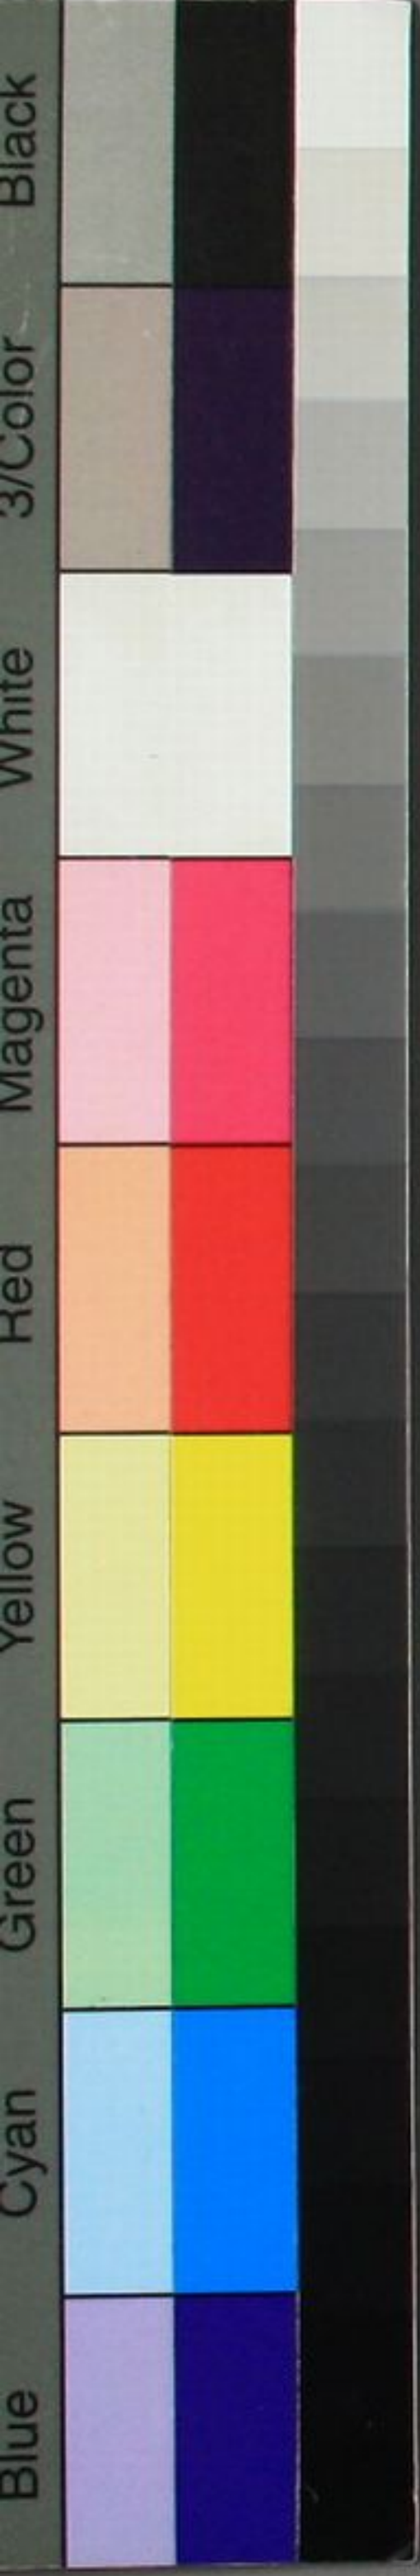 Black
3/Color
White
Magenta
Red
Yellow
Green
Cyan
Blue